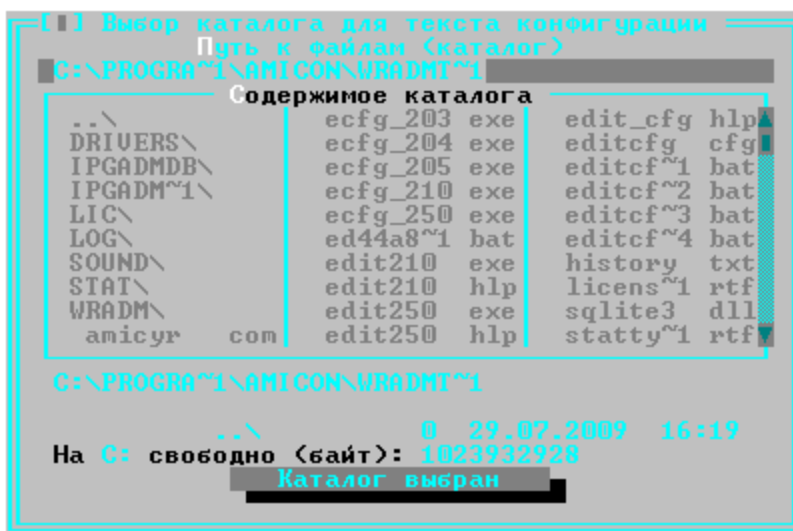 [■] Выбор каталога для текста конфигурации
Путь к файлам (каталог)
C:\PROGRA~1\AMICON\WRADMT~1
Содержимое каталога
..\ ecfg_203 exe edit_cfg hlp
DRIVERS\ ecfg_204 exe editcfg cfg
IPGADMDB\ ecfg_205 exe editcf~1 bat
IPGADM~1\ ecfg_210 exe editcf~2 bat
LIC\ ecfg_250 exe editcf~3 bat
LOG\ ed44a8~1 bat editcf~4 bat
SOUND\ edit210 exe history txt
STAT\ edit210 hlp licens~1 rtf
WRADM\ edit250 exe sqlite3 dll
amicyr com edit250 hlp statty~1 rtf
C:\PROGRA~1\AMICON\WRADMT~1
..\ 0 29.07.2009 16:19
На C: свободно (байт): 1023932928
Каталог выбран